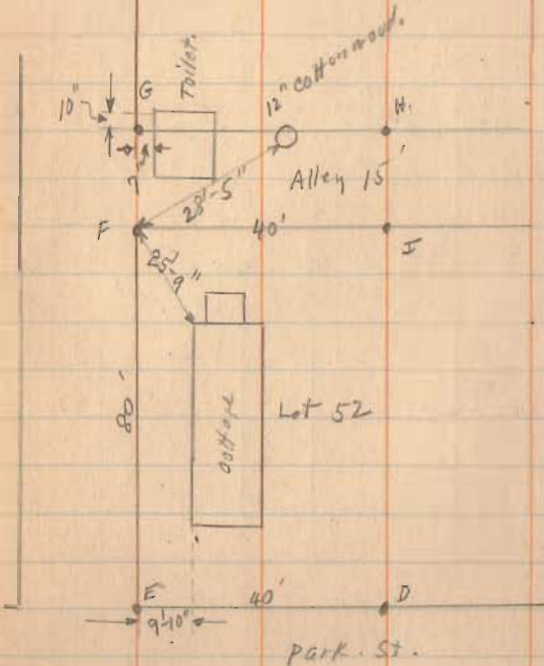 12" cottonwood.
Toilet.
G
10"
H.
7
Alley 15'
28'-5"
F
40'
I
25'-9"
80'
cottage
Lot 52
E
40'
D
9'-10"
park. St.